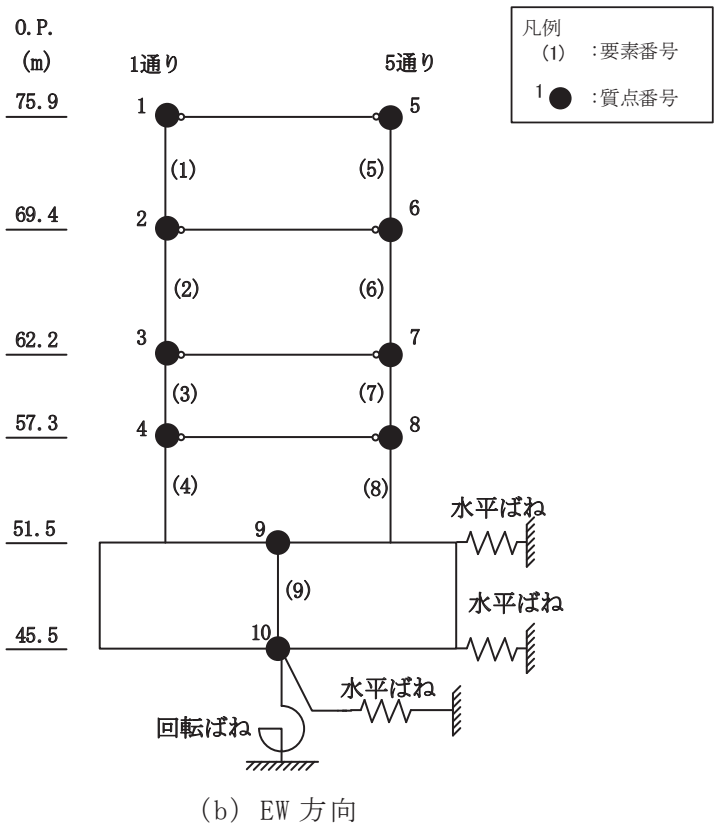 O.P.
(m)
1通り
5通り
凡例
(1) :要素番号
1 :質点番号
75.9
1
5
(1)
(5)
69.4
2
6
(2)
(6)
62.2
3
7
(3)
(7)
57.3
4
8
(4)
(8)
水平ばね
51.5
9
(9)
水平ばね
45.5
10
水平ばね
回転ばね
(b) EW 方向